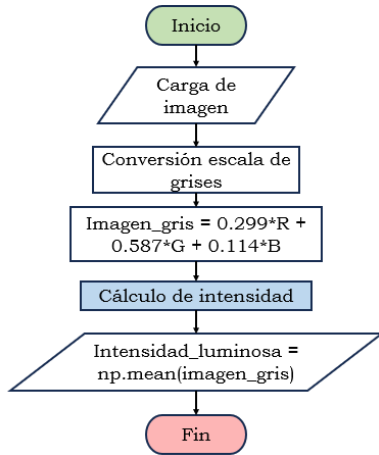 Inicio
Carga de
imagen
Conversión escala de
grises
Imagen_gris = 0.299*R +
0.587*G + 0.114*B
Cálculo de intensidad
Intensidad_luminosa =
np.mean(imagen_gris)
Fin